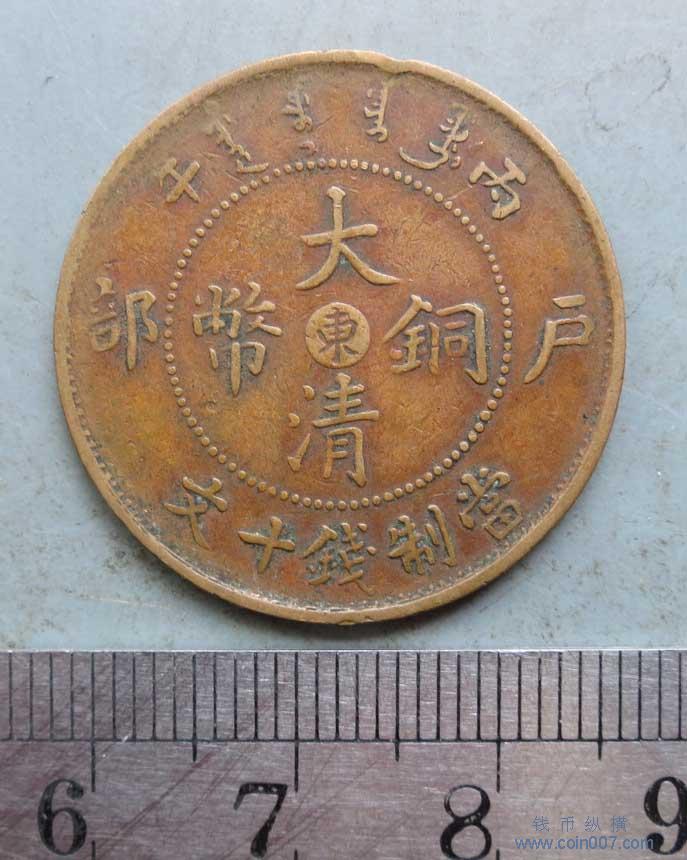 丙午
戶部
大清
銅幣
東
當制錢十文
6 7 8 9
钱币纵横
www.coin007.com